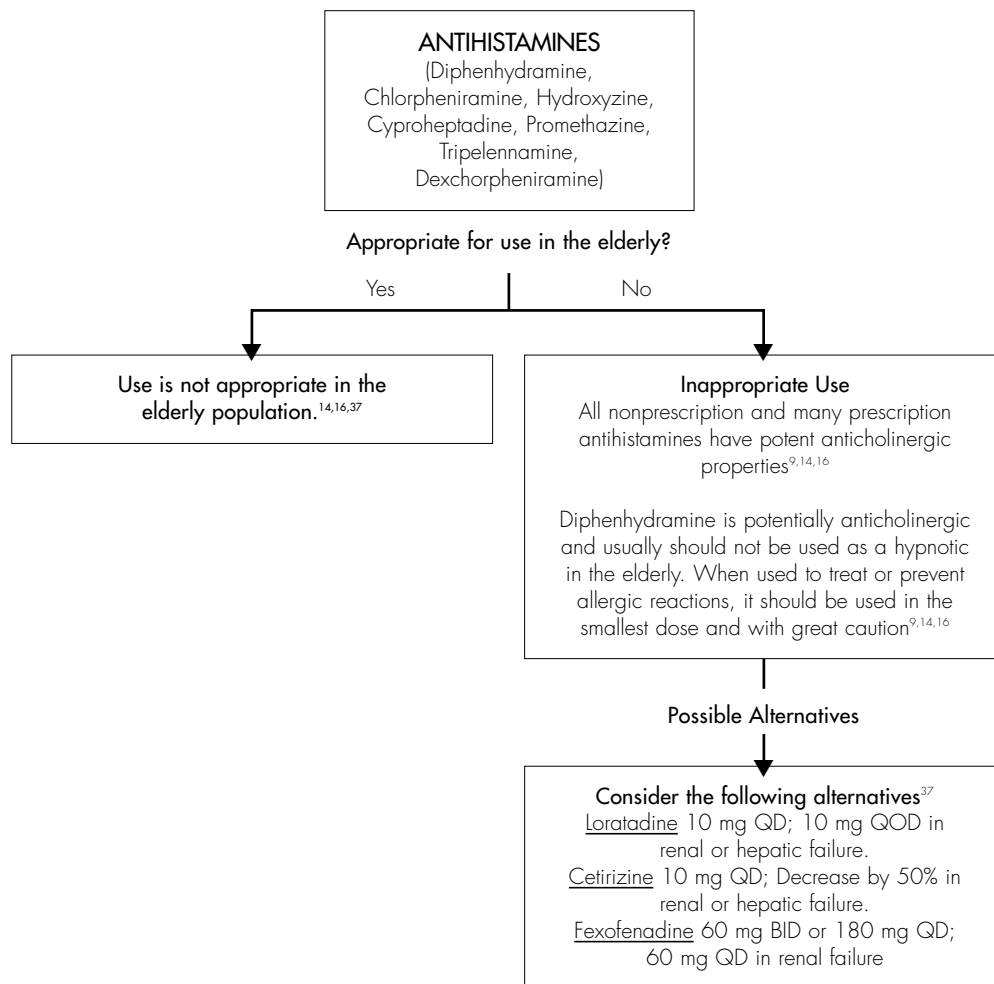 ANTIHISTAMINES
(Diphenhydramine,
Chlorpheniramine, Hydroxyzine,
Cyproheptadine, Promethazine,
Tripelennamine,
Dexchorpheniramine)
Appropriate for use in the elderly?
Yes
No
Use is not appropriate in the
elderly population.14,16,37
Inappropriate Use
All nonprescription and many prescription
antihistamines have potent anticholinergic
properties9,14,16
Diphenhydramine is potentially anticholinergic
and usually should not be used as a hypnotic
in the elderly. When used to treat or prevent
allergic reactions, it should be used in the
smallest dose and with great caution9,14,16
Possible Alternatives
Consider the following alternatives37
Loratadine 10 mg QD; 10 mg QOD in
renal or hepatic failure.
Cetirizine 10 mg QD; Decrease by 50% in
renal or hepatic failure.
Fexofenadine 60 mg BID or 180 mg QD;
60 mg QD in renal failure